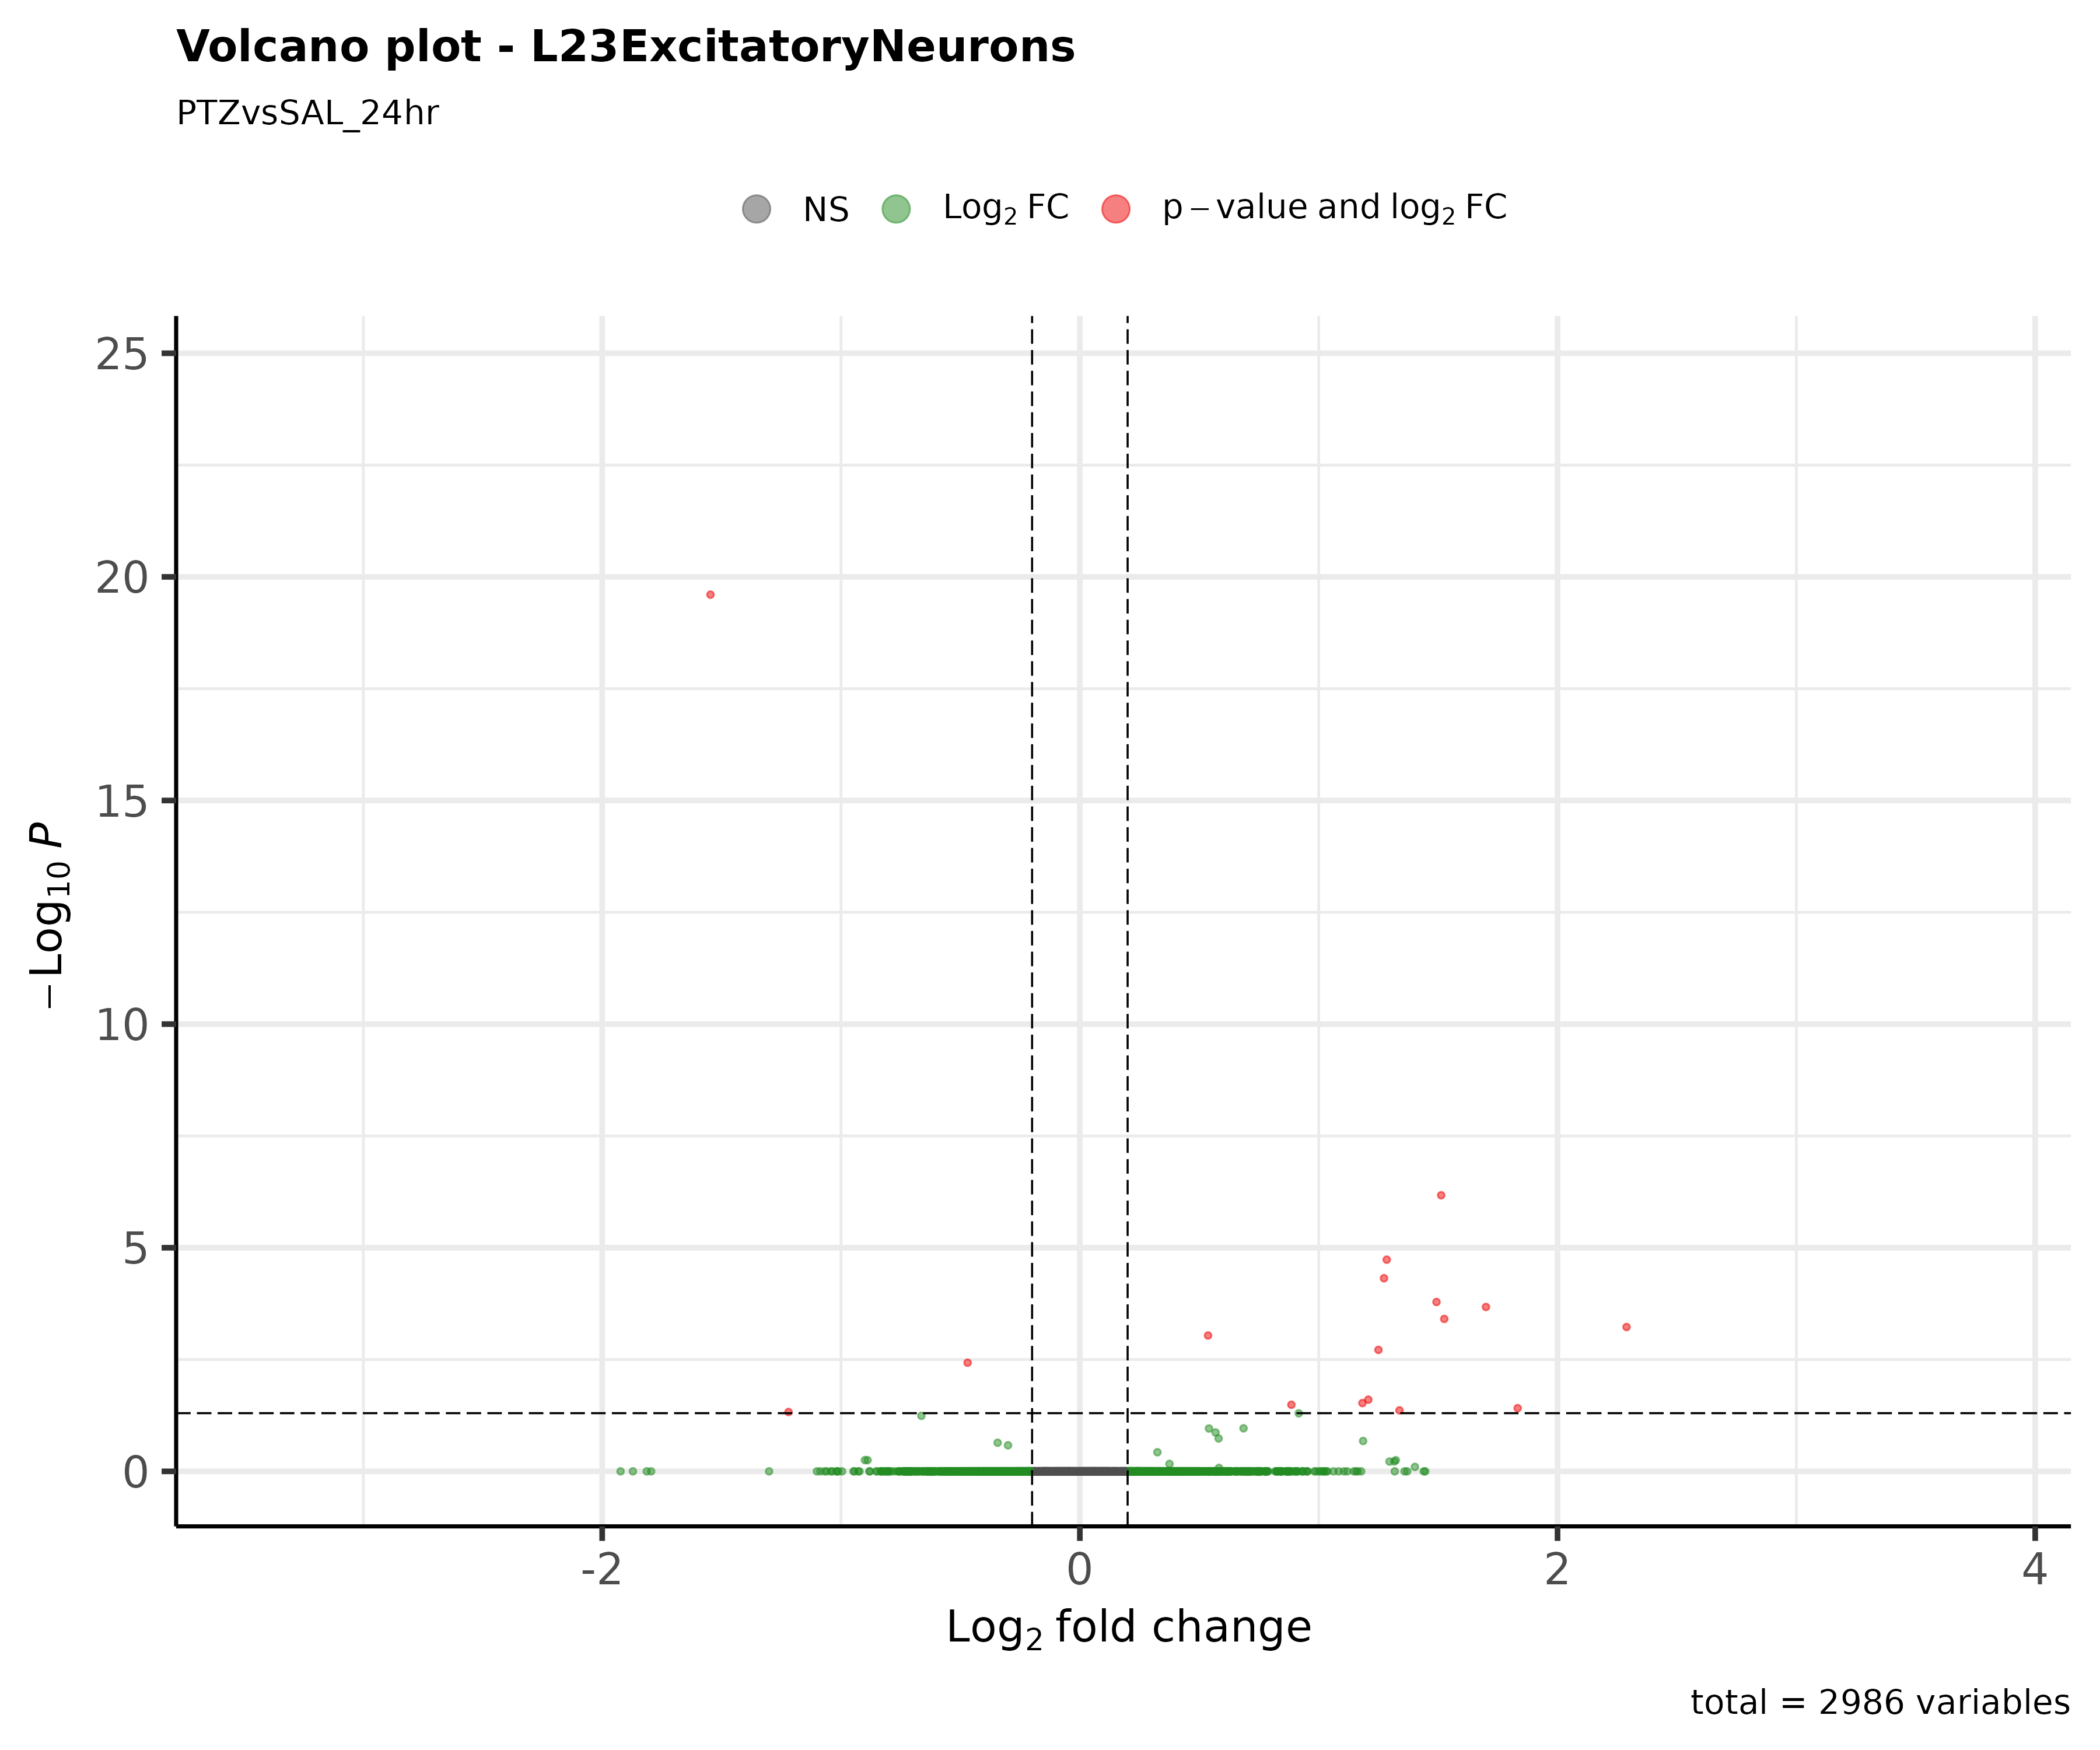 Volcano plot - L23ExcitatoryNeurons
PTZvsSAL_24hr
NS Log₂ FC p − value and log₂ FC
25
20
15
10
5
0
−Log₁₀ P
-2 0 2 4
Log₂ fold change
total = 2986 variables